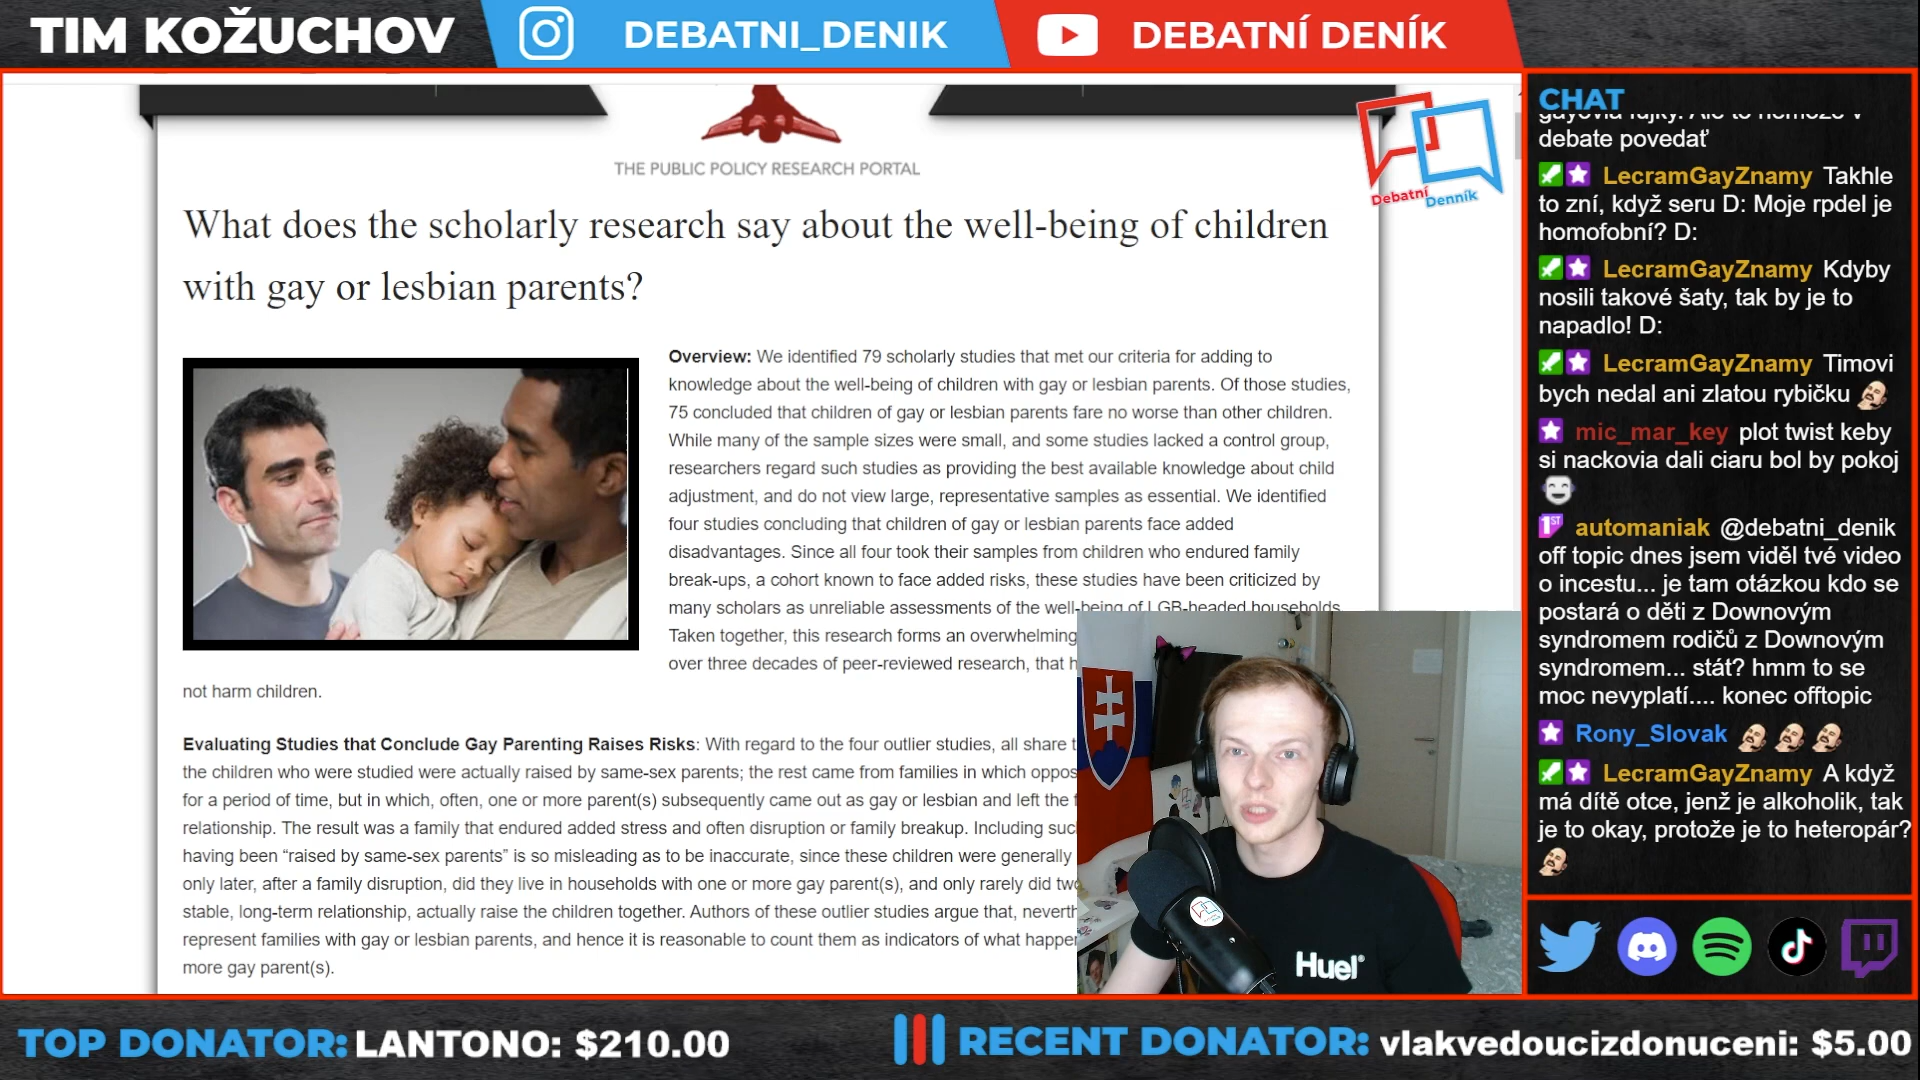 TIM KOŽUCHOV
DEBATNI_DENIK
DEBATNÍ DENÍK
THE PUBLIC POLICY RESEARCH PORTAL
Debatní
Denník
What does the scholarly research say about the well-being of children
with gay or lesbian parents?
Overview: We identified 79 scholarly studies that met our criteria for adding to
knowledge about the well-being of children with gay or lesbian parents. Of those studies,
75 concluded that children of gay or lesbian parents fare no worse than other children.
While many of the sample sizes were small, and some studies lacked a control group,
researchers regard such studies as providing the best available knowledge about child
adjustment, and do not view large, representative samples as essential. We identified
four studies concluding that children of gay or lesbian parents face added
disadvantages. Since all four took their samples from children who endured family
break-ups, a cohort known to face added risks, these studies have been criticized by
many scholars as unreliable assessments of the well-being of LGB-headed households.
Taken together, this research forms an overwhelming
over three decades of peer-reviewed research, that h
not harm children.
Evaluating Studies that Conclude Gay Parenting Raises Risks: With regard to the four outlier studies, all share t
the children who were studied were actually raised by same-sex parents; the rest came from families in which oppos
for a period of time, but in which, often, one or more parent(s) subsequently came out as gay or lesbian and left the f
relationship. The result was a family that endured added stress and often disruption or family breakup. Including suc
having been “raised by same-sex parents” is so misleading as to be inaccurate, since these children were generally
only later, after a family disruption, did they live in households with one or more gay parent(s), and only rarely did two
stable, long-term relationship, actually raise the children together. Authors of these outlier studies argue that, neverth
represent families with gay or lesbian parents, and hence it is reasonable to count them as indicators of what happen
more gay parent(s).
Huel
CHAT
debate povedať
LecramGayZnamy Takhle
to zní, když seru D: Moje rpdel je
homofobní? D:
LecramGayZnamy Kdyby
nosili takové šaty, tak by je to
napadlo! D:
LecramGayZnamy Timovi
bych nedal ani zlatou rybičku
mic_mar_key plot twist keby
si nackovia dali ciaru bol by pokoj
1ST automaniak @debatni_denik
off topic dnes jsem viděl tvé video
o incestu... je tam otázkou kdo se
postará o děti z Downovým
syndromem rodičů z Downovým
syndromem... stát? hmm to se
moc nevyplatí.... konec offtopic
Rony_Slovak
LecramGayZnamy A když
má dítě otce, jenž je alkoholik, tak
je to okay, protože je to heteropár?
TOP DONATOR: LANTONO: $210.00
RECENT DONATOR: vlakvedoucizdonuceni: $5.00